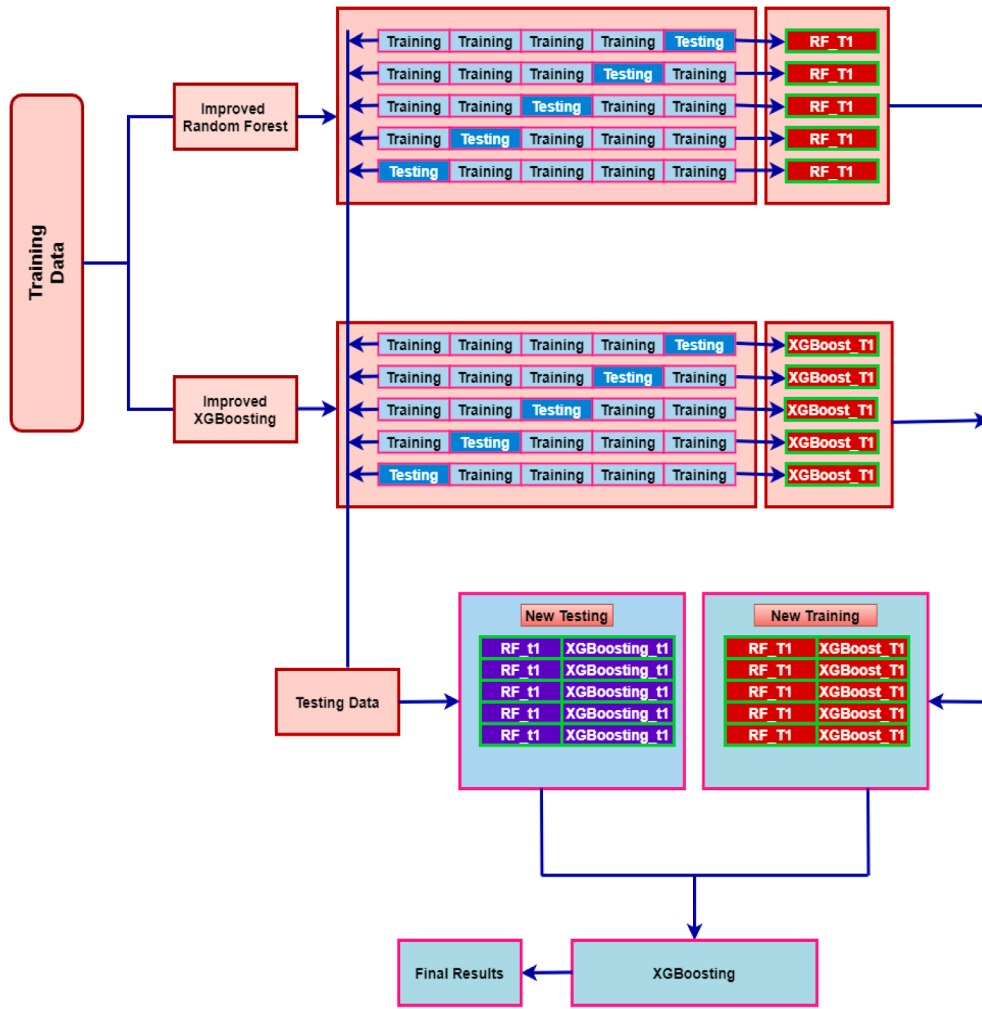 Training Training Training Training Testing RF_T1
Training Training Training Testing Training RF_T1
Improved
Random Forest
Training Training Testing Training Training RF_T1
Training Testing Training Training Training RF_T1
Testing Training Training Training Training RF_T1
Training
Data
Training Training Training Training Testing XGBoost_T1
Training Training Training Testing Training XGBoost_T1
Improved
XGBoosting
Training Training Testing Training Training XGBoost_T1
Training Testing Training Training Training XGBoost_T1
Testing Training Training Training Training XGBoost_T1
New Testing
RF_t1 XGBoosting_t1
RF_t1 XGBoosting_t1
RF_t1 XGBoosting_t1
RF_t1 XGBoosting_t1
RF_t1 XGBoosting_t1
New Training
RF_T1 XGBoost_T1
RF_T1 XGBoost_T1
RF_T1 XGBoost_T1
RF_T1 XGBoost_T1
RF_T1 XGBoost_T1
Testing Data
Final Results
XGBoosting